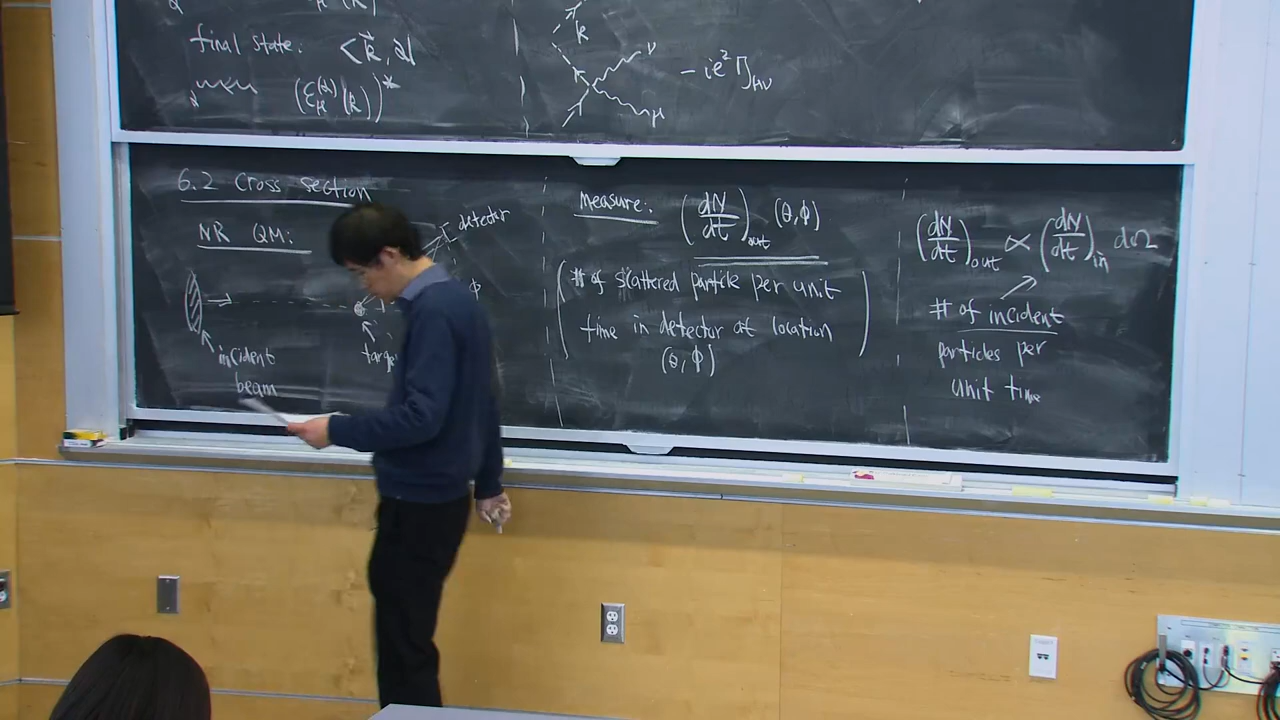 final state: <k⃗, α|
α (ε_μ^(α)(k))*
k
ν
μ
- ie² η_μν
6.2 Cross section
NR QM:
detector
φ
incident
beam
Measure: (dN/dt)_out (θ,φ)
(# of scattered particle per unit
time in detector at location
(θ,φ))
(dN/dt)_out ∝ (dN/dt)_in dΩ
# of incident
particles per
unit time